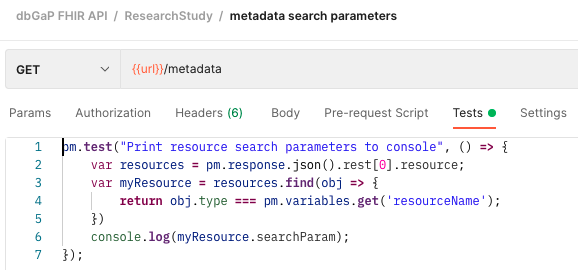 dbGaP FHIR API / ResearchStudy / metadata search parameters
GET {{url}}/metadata
Params Authorization Headers (6) Body Pre-request Script Tests Settings
1 pm.test("Print resource search parameters to console", () => {
2 var resources = pm.response.json().rest[0].resource;
3 var myResource = resources.find(obj => {
4 return obj.type === pm.variables.get('resourceName');
5 })
6 console.log(myResource.searchParam);
7 });